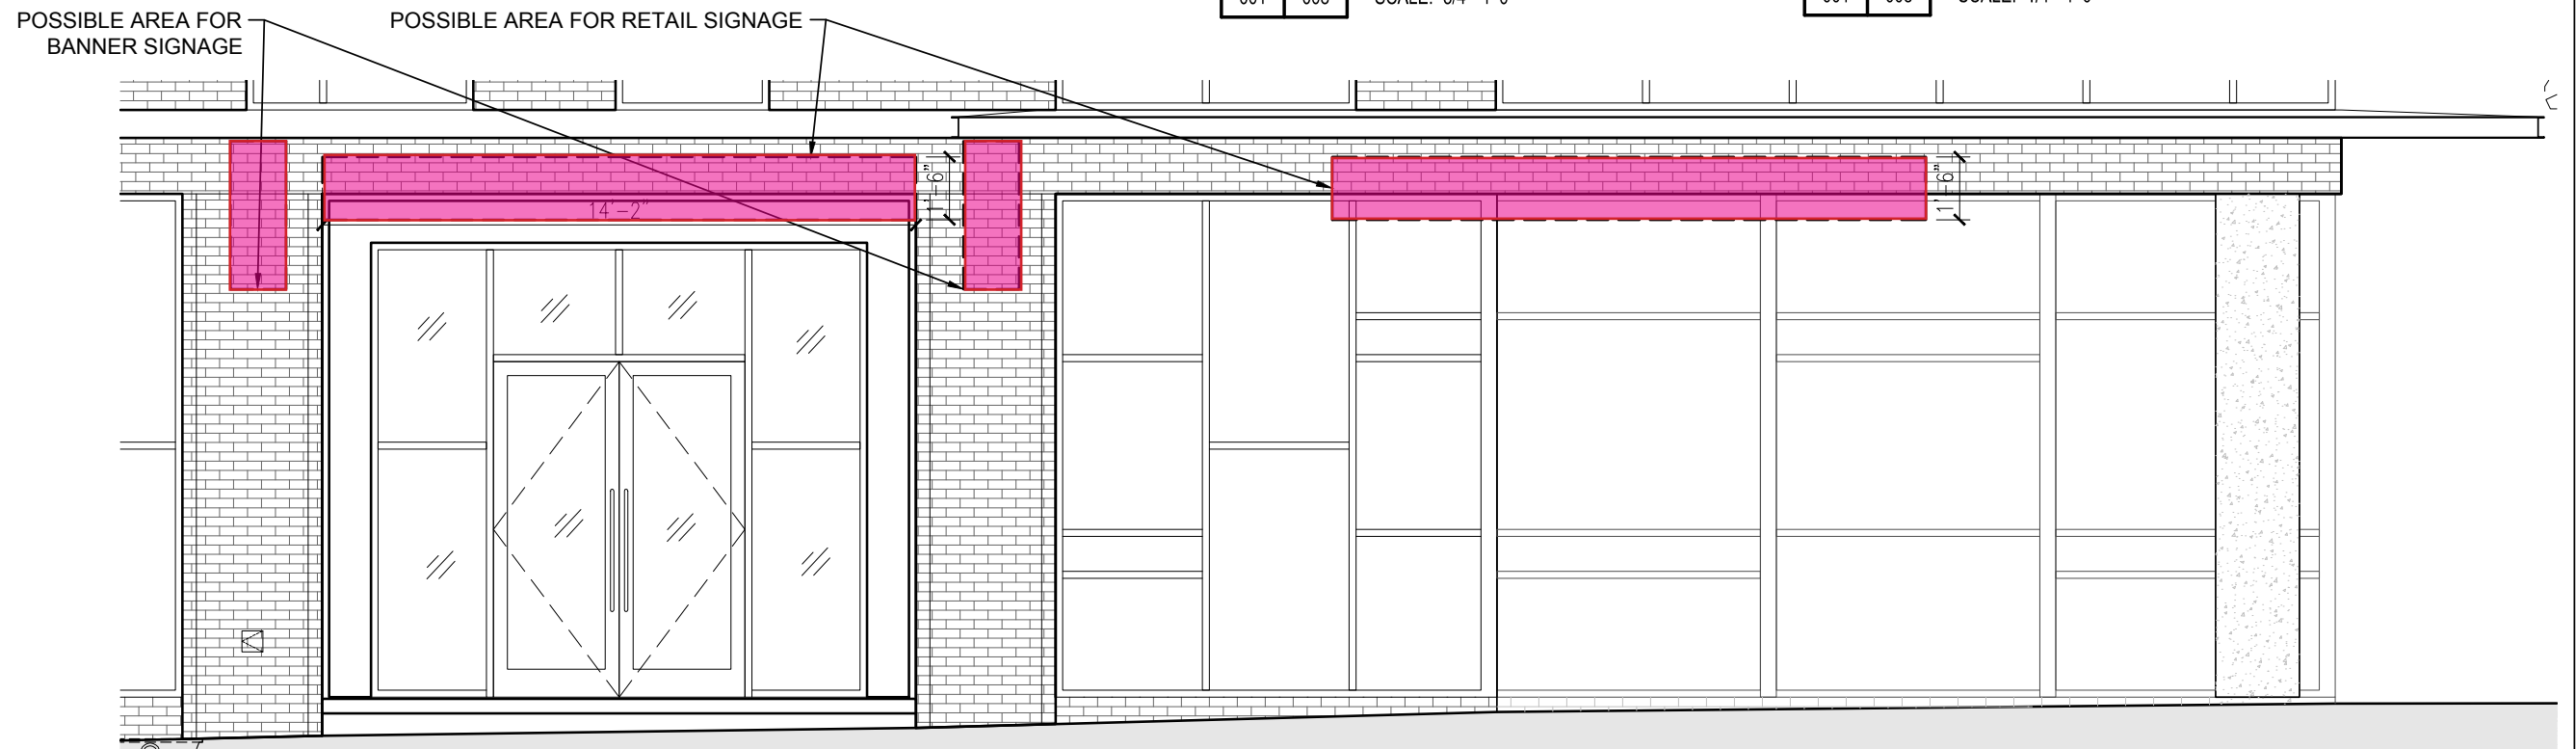 POSSIBLE AREA FOR
BANNER SIGNAGE
POSSIBLE AREA FOR RETAIL SIGNAGE
14'-2"
1'-6"
1'-6"